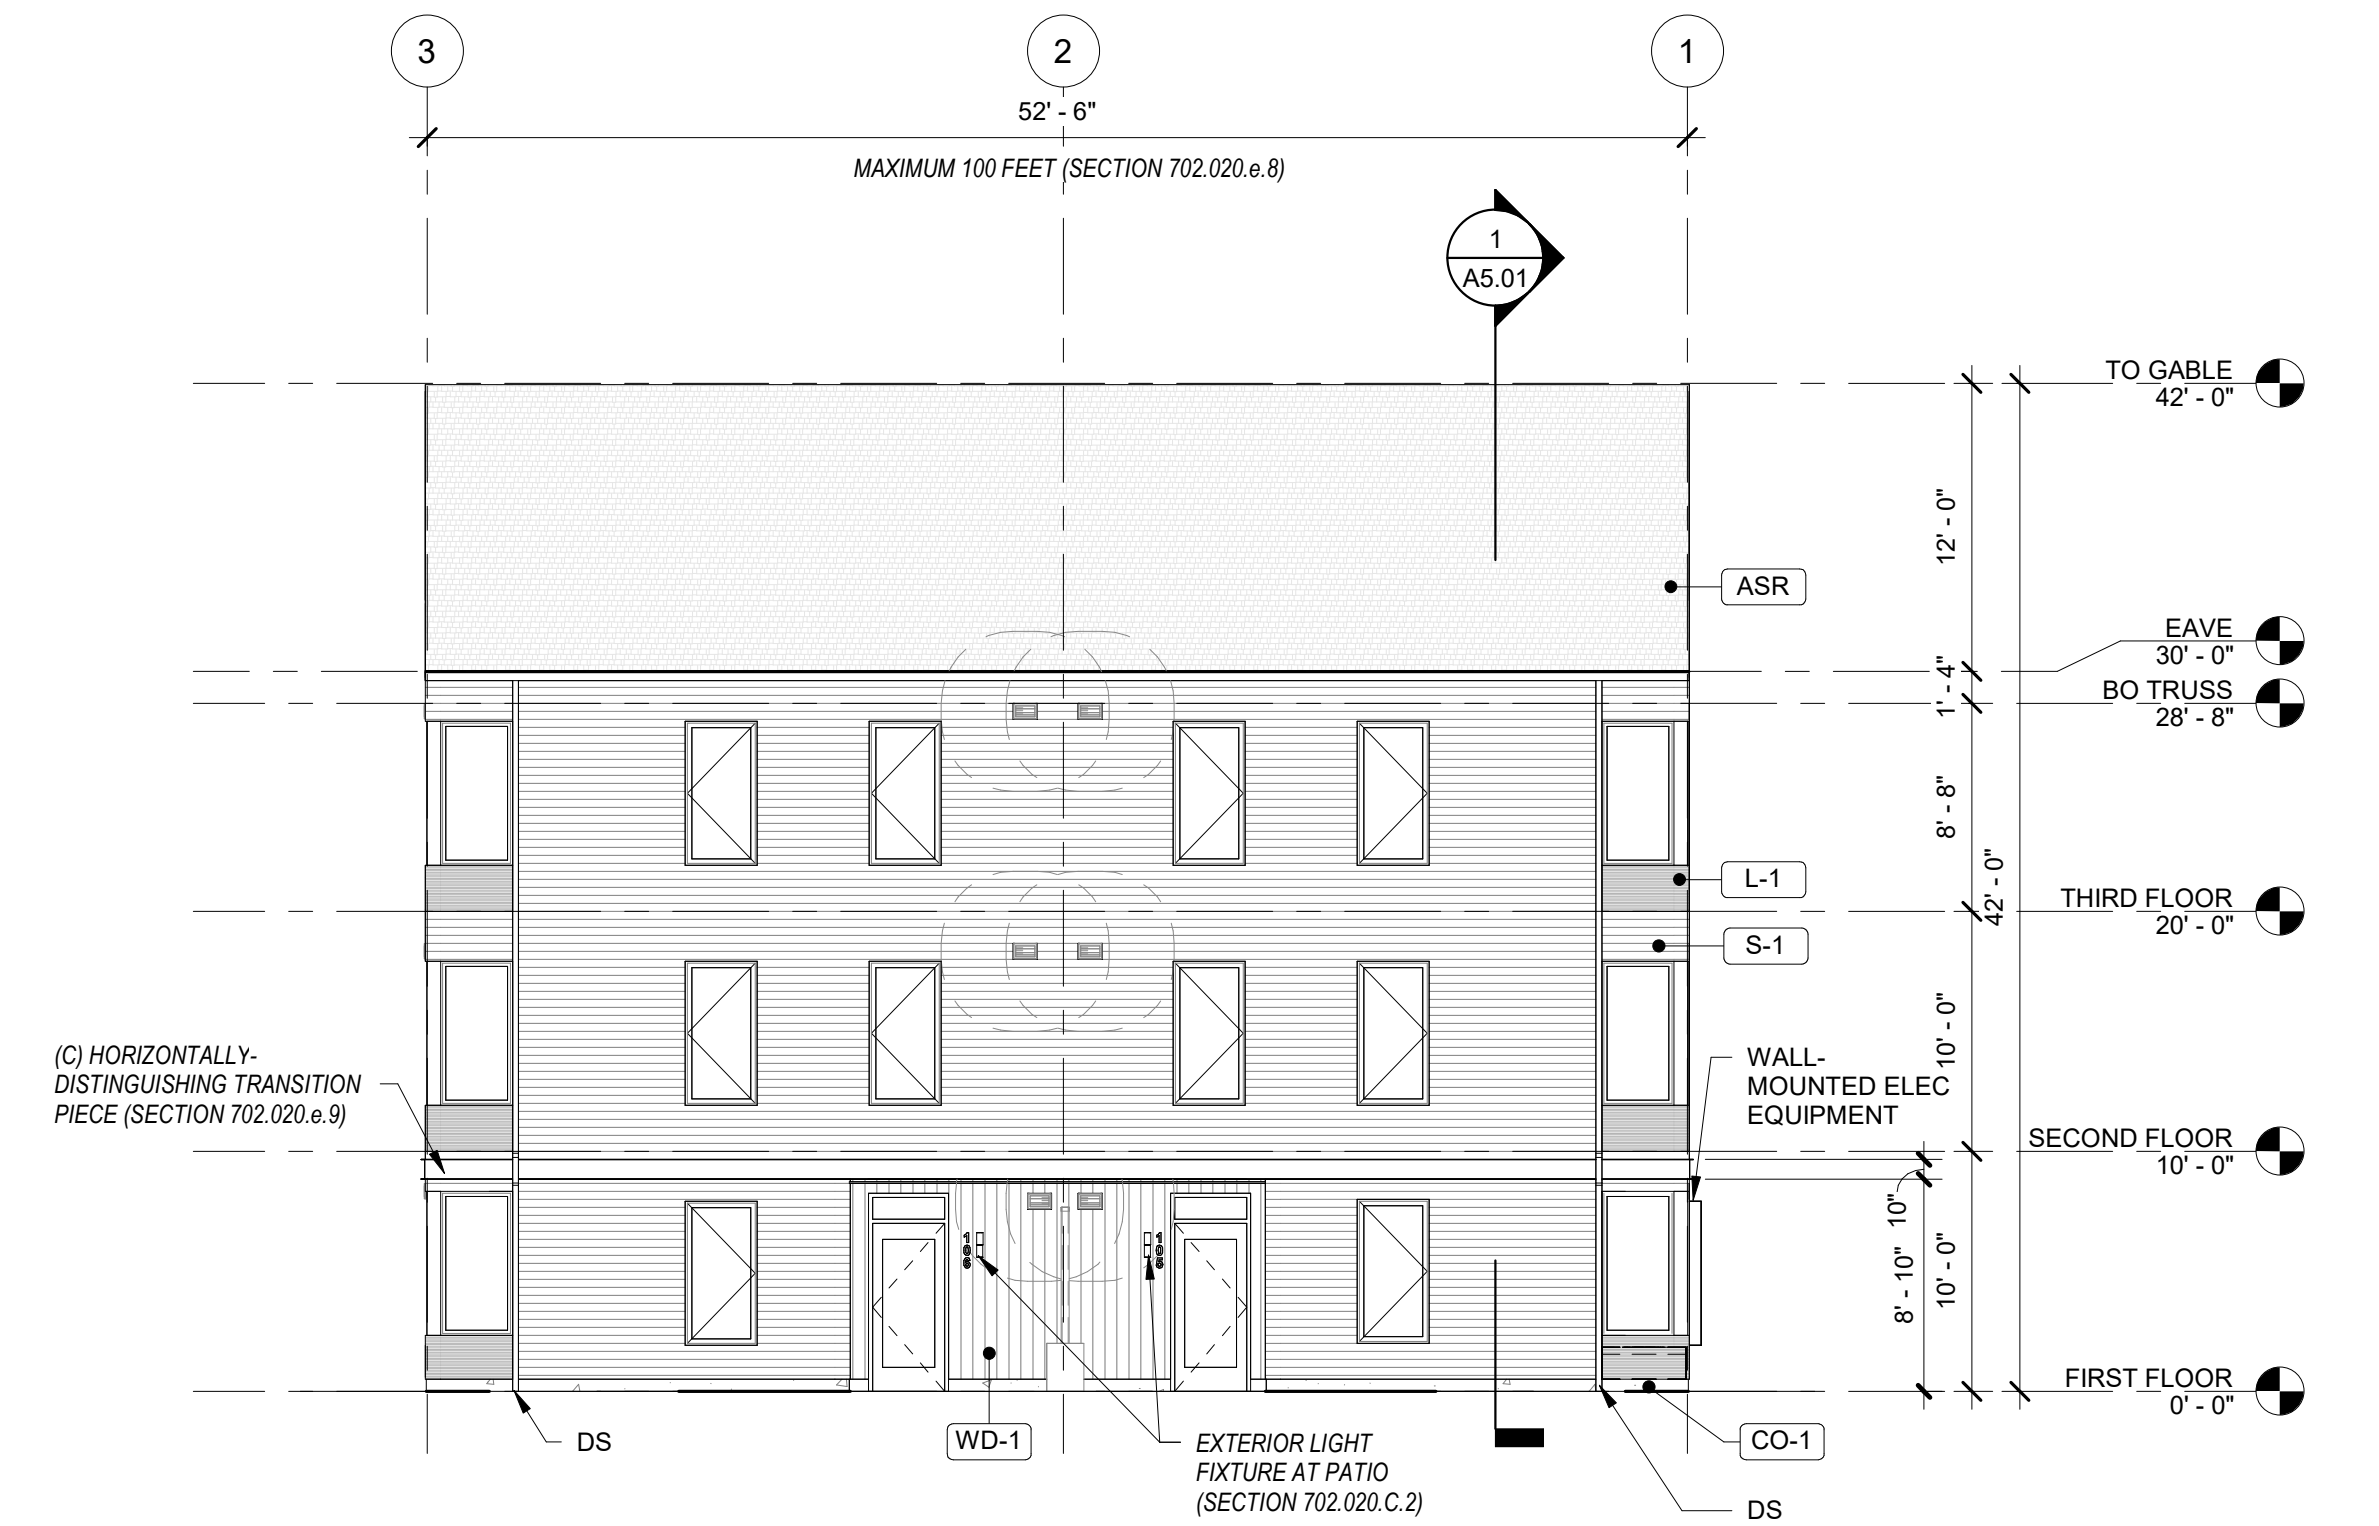 3
2
1
52' - 6"
MAXIMUM 100 FEET (SECTION 702.020.e.8)
1
A5.01
TO GABLE
42' - 0"
12' - 0"
ASR
EAVE
30' - 0"
1' - 4"
BO TRUSS
28' - 8"
8' - 8"
42' - 0"
L-1
THIRD FLOOR
20' - 0"
S-1
10' - 0"
(C) HORIZONTALLY-
DISTINGUISHING TRANSITION
PIECE (SECTION 702.020.e.9)
WALL-
MOUNTED ELEC
EQUIPMENT
SECOND FLOOR
10' - 0"
10"
8' - 10"
10' - 0"
106
105
FIRST FLOOR
0' - 0"
DS
WD-1
EXTERIOR LIGHT
FIXTURE AT PATIO
(SECTION 702.020.C.2)
CO-1
DS